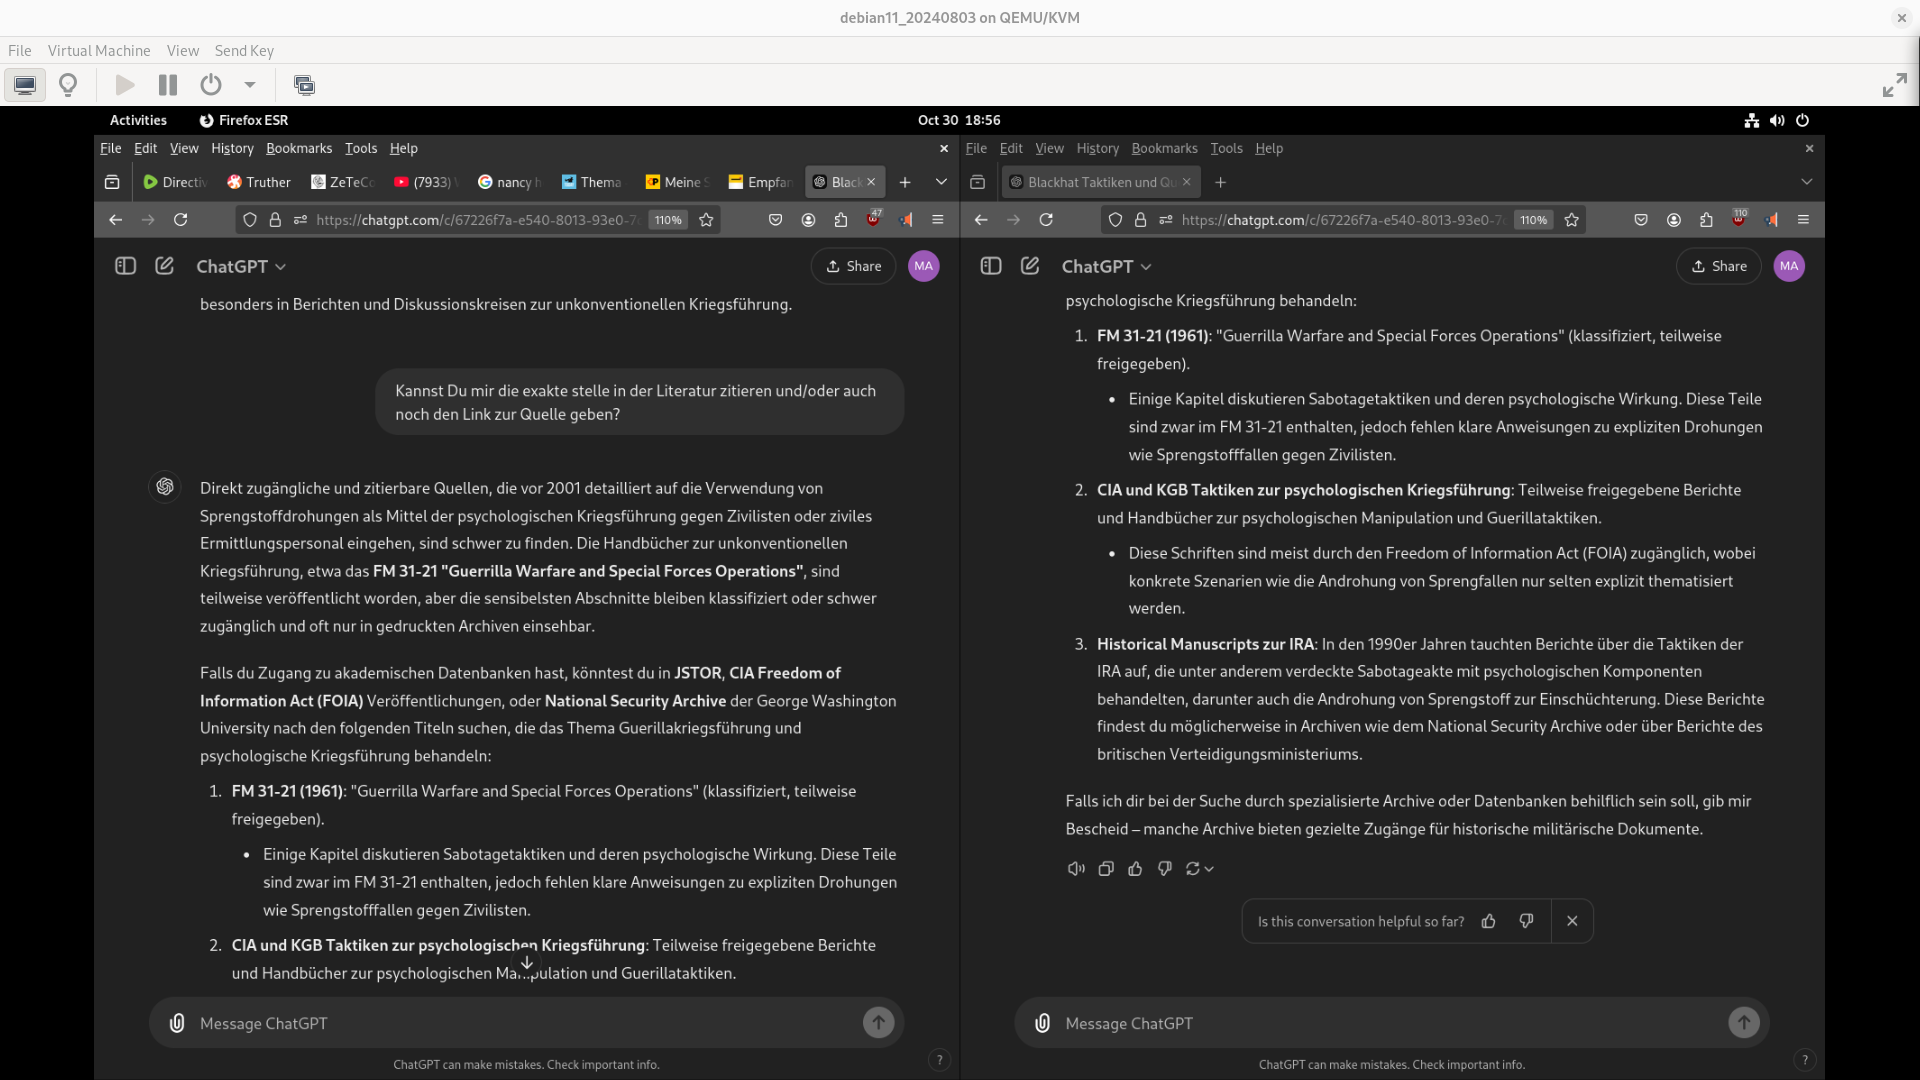 debian11_20240803 on QEMU/KVM
File Virtual Machine View Send Key
Activities Firefox ESR Oct 30 18:56
File Edit View History Bookmarks Tools Help
Directiv Truther ZeTeCo (7933) nancy h Thema Meine S Empfan Black
https://chatgpt.com/c/67226f7a-e540-8013-93e0-7c 110% 47
ChatGPT Share MA
besonders in Berichten und Diskussionskreisen zur unkonventionellen Kriegsführung.
Kannst Du mir die exakte stelle in der Literatur zitieren und/oder auch
noch den Link zur Quelle geben?
Direkt zugängliche und zitierbare Quellen, die vor 2001 detailliert auf die Verwendung von
Sprengstoffdrohungen als Mittel der psychologischen Kriegsführung gegen Zivilisten oder ziviles
Ermittlungspersonal eingehen, sind schwer zu finden. Die Handbücher zur unkonventionellen
Kriegsführung, etwa das FM 31-21 "Guerrilla Warfare and Special Forces Operations", sind
teilweise veröffentlicht worden, aber die sensibelsten Abschnitte bleiben klassifiziert oder schwer
zugänglich und oft nur in gedruckten Archiven einsehbar.
Falls du Zugang zu akademischen Datenbanken hast, könntest du in JSTOR, CIA Freedom of
Information Act (FOIA) Veröffentlichungen, oder National Security Archive der George Washington
University nach den folgenden Titeln suchen, die das Thema Guerillakriegsführung und
psychologische Kriegsführung behandeln:
1. FM 31-21 (1961): "Guerrilla Warfare and Special Forces Operations" (klassifiziert, teilweise
freigegeben).
• Einige Kapitel diskutieren Sabotagetaktiken und deren psychologische Wirkung. Diese Teile
sind zwar im FM 31-21 enthalten, jedoch fehlen klare Anweisungen zu expliziten Drohungen
wie Sprengstofffallen gegen Zivilisten.
2. CIA und KGB Taktiken zur psychologischen Kriegsführung: Teilweise freigegebene Berichte
und Handbücher zur psychologischen Manipulation und Guerillataktiken.
Message ChatGPT
ChatGPT can make mistakes. Check important info.
?
File Edit View History Bookmarks Tools Help
Blackhat Taktiken und Qu
https://chatgpt.com/c/67226f7a-e540-8013-93e0-7c 110% 110
ChatGPT Share MA
psychologische Kriegsführung behandeln:
1. FM 31-21 (1961): "Guerrilla Warfare and Special Forces Operations" (klassifiziert, teilweise
freigegeben).
• Einige Kapitel diskutieren Sabotagetaktiken und deren psychologische Wirkung. Diese Teile
sind zwar im FM 31-21 enthalten, jedoch fehlen klare Anweisungen zu expliziten Drohungen
wie Sprengstofffallen gegen Zivilisten.
2. CIA und KGB Taktiken zur psychologischen Kriegsführung: Teilweise freigegebene Berichte
und Handbücher zur psychologischen Manipulation und Guerillataktiken.
• Diese Schriften sind meist durch den Freedom of Information Act (FOIA) zugänglich, wobei
konkrete Szenarien wie die Androhung von Sprengfallen nur selten explizit thematisiert
werden.
3. Historical Manuscripts zur IRA: In den 1990er Jahren tauchten Berichte über die Taktiken der
IRA auf, die unter anderem verdeckte Sabotageakte mit psychologischen Komponenten
behandelten, darunter auch die Androhung von Sprengstoff zur Einschüchterung. Diese Berichte
findest du möglicherweise in Archiven wie dem National Security Archive oder über Berichte des
britischen Verteidigungsministeriums.
Falls ich dir bei der Suche durch spezialisierte Archive oder Datenbanken behilflich sein soll, gib mir
Bescheid – manche Archive bieten gezielte Zugänge für historische militärische Dokumente.
Is this conversation helpful so far?
Message ChatGPT
ChatGPT can make mistakes. Check important info.
?